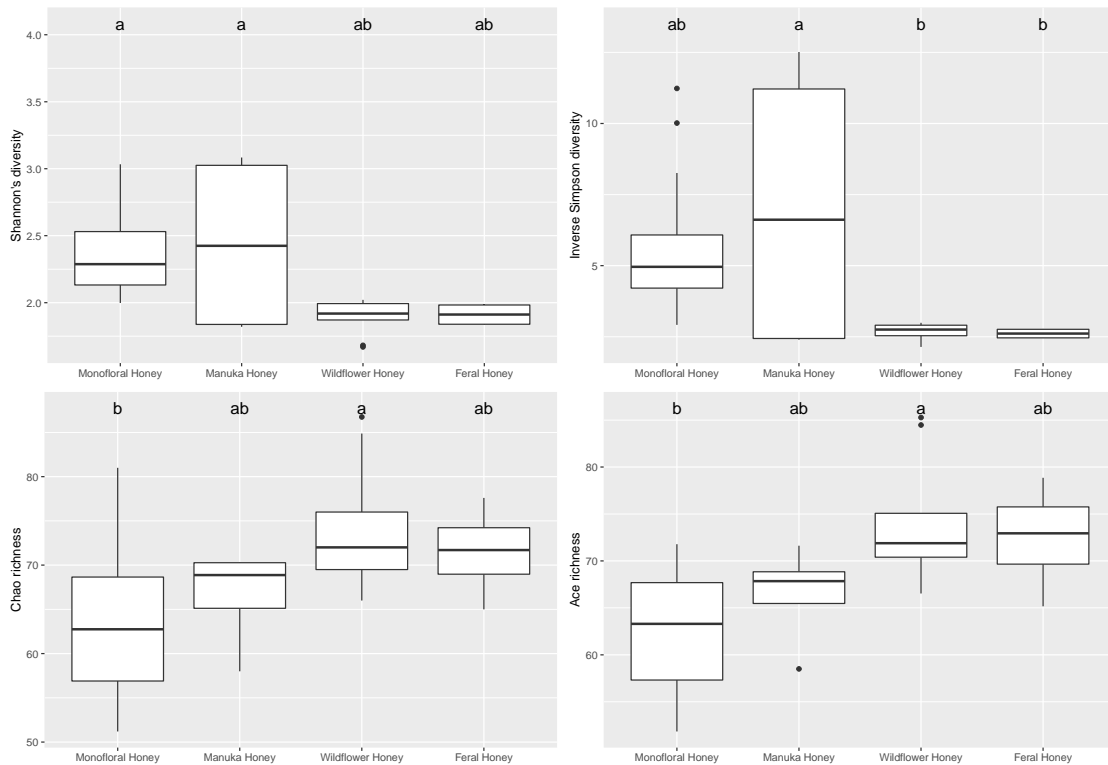 a a ab ab
4.0
3.5
3.0
2.5
2.0
Shannon's diversity
Monofloral Honey Manuka Honey Wildflower Honey Feral Honey
ab a b b
10
5
Inverse Simpson diversity
Monofloral Honey Manuka Honey Wildflower Honey Feral Honey
b ab a ab
80
70
60
50
Chao richness
Monofloral Honey Manuka Honey Wildflower Honey Feral Honey
b ab a ab
80
70
60
Ace richness
Monofloral Honey Manuka Honey Wildflower Honey Feral Honey